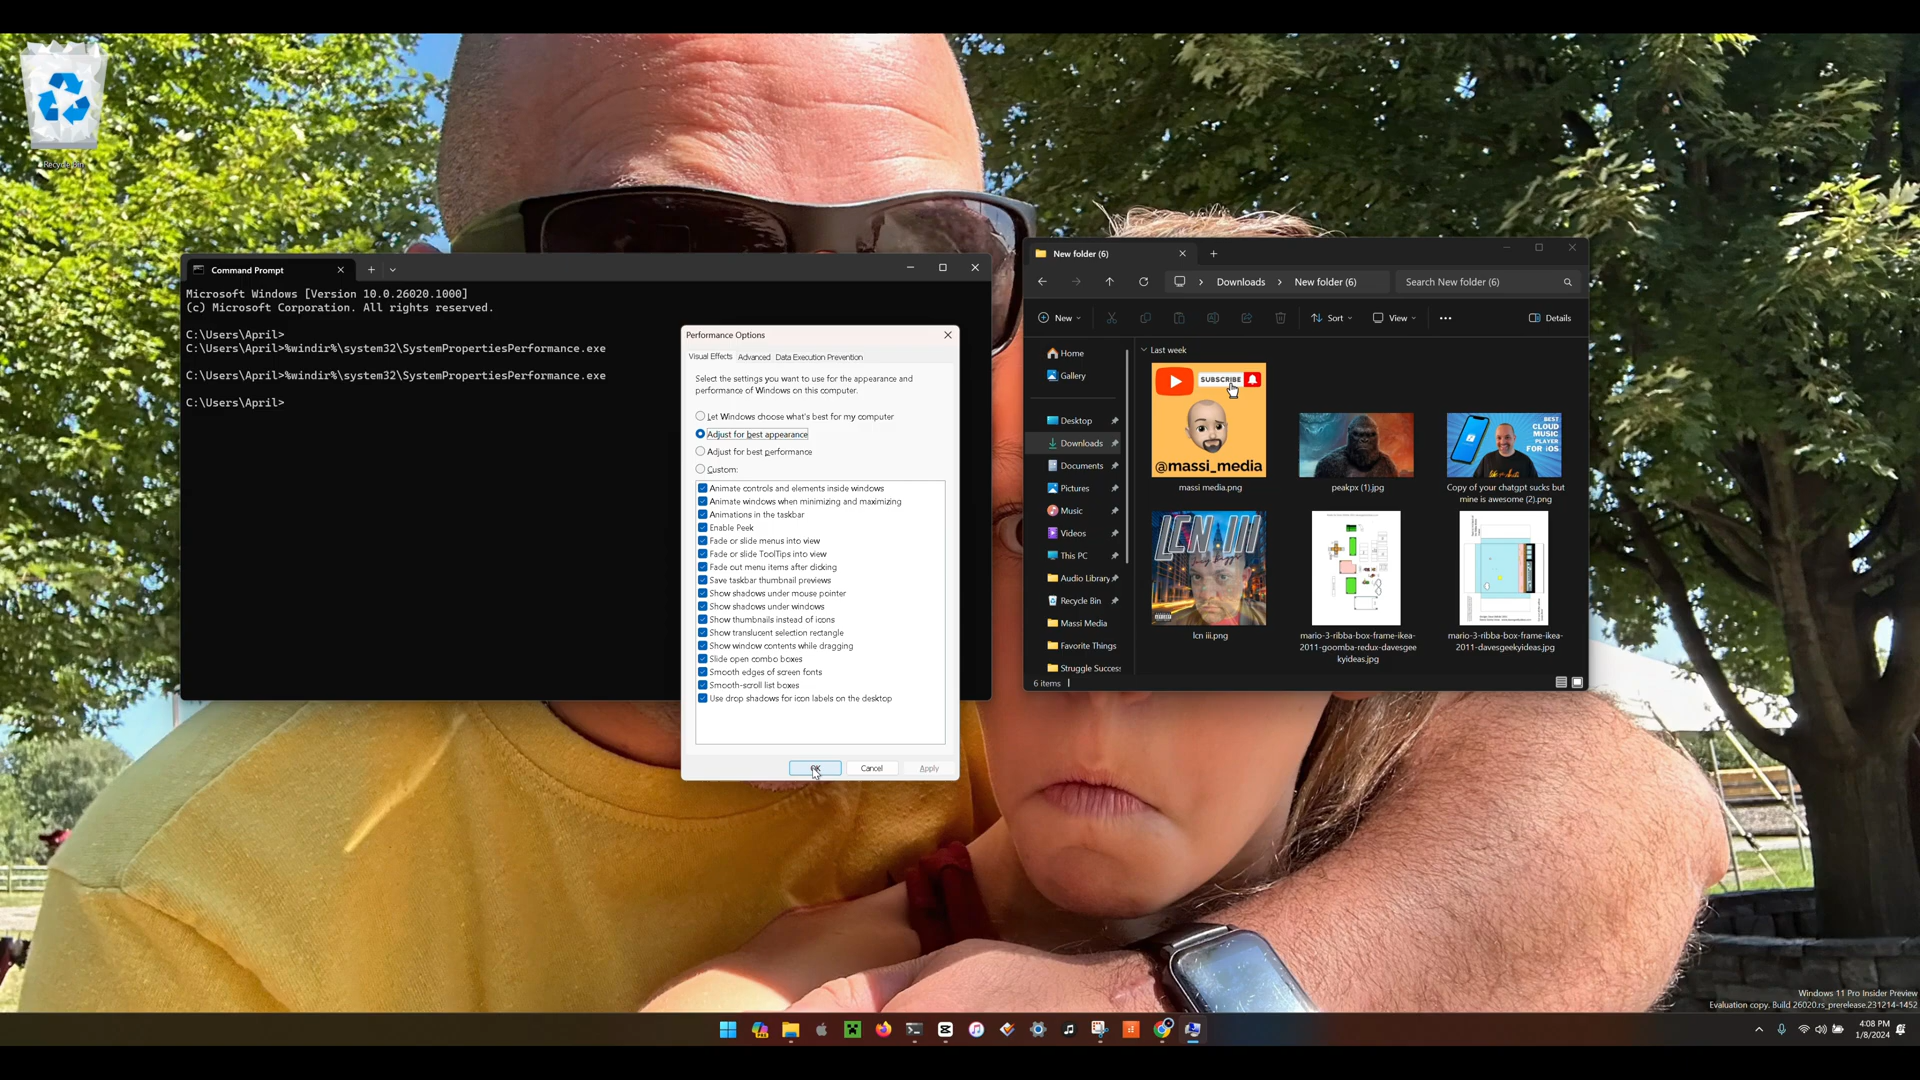 Recycle Bin
Command Prompt
Microsoft Windows [Version 10.0.26020.1000]
(c) Microsoft Corporation. All rights reserved.
C:\Users\April>
C:\Users\April>%windir%\system32\SystemPropertiesPerformance.exe
C:\Users\April>%windir%\system32\SystemPropertiesPerformance.exe
C:\Users\April>
Performance Options
Visual Effects Advanced Data Execution Prevention
Select the settings you want to use for the appearance and
performance of Windows on this computer.
Let Windows choose what's best for my computer
Adjust for best appearance
Adjust for best performance
Custom:
Animate controls and elements inside windows
Animate windows when minimizing and maximizing
Animations in the taskbar
Enable Peek
Fade or slide menus into view
Fade or slide ToolTips into view
Fade out menu items after clicking
Save taskbar thumbnail previews
Show shadows under mouse pointer
Show shadows under windows
Show thumbnails instead of icons
Show translucent selection rectangle
Show window contents while dragging
Slide open combo boxes
Smooth edges of screen fonts
Smooth-scroll list boxes
Use drop shadows for icon labels on the desktop
OK Cancel Apply
New folder (6)
Downloads New folder (6) Search New folder (6)
New Sort View Details
Home
Gallery
Desktop
Downloads
Documents
Pictures
Music
Videos
This PC
Audio Library
Recycle Bin
Massi Media
Favorite Things
Struggle Success
Last week
SUBSCRIBE
@massi_media
massi media.png
peakpx (1).jpg
BEST
CLOUD
MUSIC
PLAYER
FOR iOS
Copy of your chatgpt sucks but
mine is awesome (2).png
LCN III
lcn iii.png
mario-3-ribba-box-frame-ikea-
2011-goomba-redux-davesgee
kyideas.jpg
mario-3-ribba-box-frame-ikea-
2011-davesgeekyideas.jpg
6 items
Windows 11 Pro Insider Preview
Evaluation copy. Build 26020.rs_prerelease.231214-1452
4:08 PM
1/8/2024